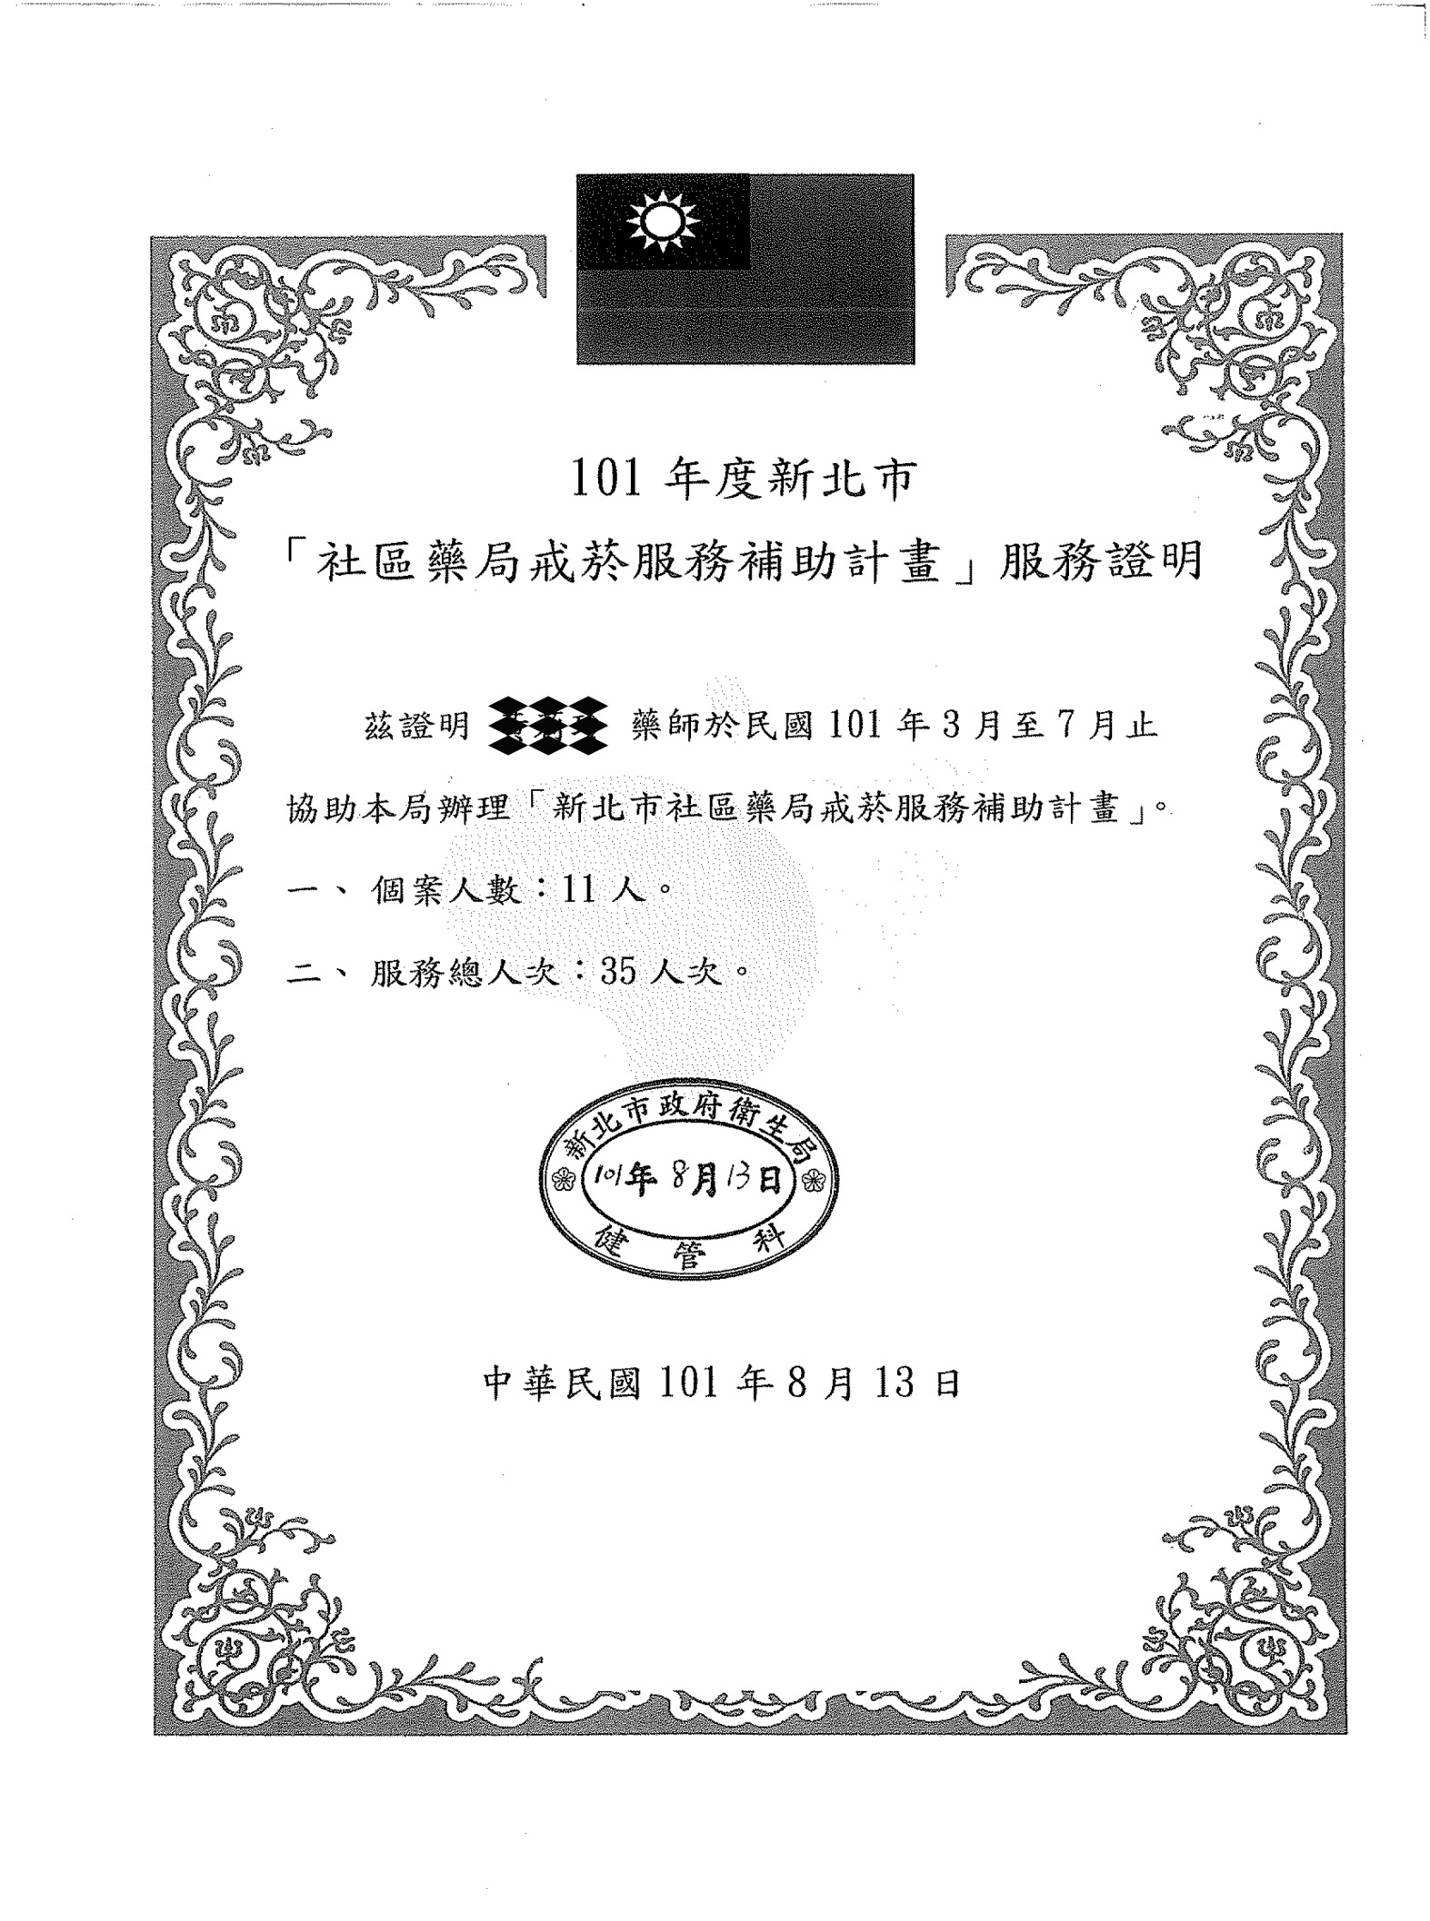 101 年度新北市
「社區藥局戒菸服務補助計畫」服務證明
茲證明 藥師於民國 101 年 3 月至 7 月止
協助本局辦理「新北市社區藥局戒菸服務補助計畫」。
一、 個案人數：11 人。
二、 服務總人次：35 人次。
新北市政府衛生局
101年 8月13日
健管科
中華民國 101 年 8 月 13 日